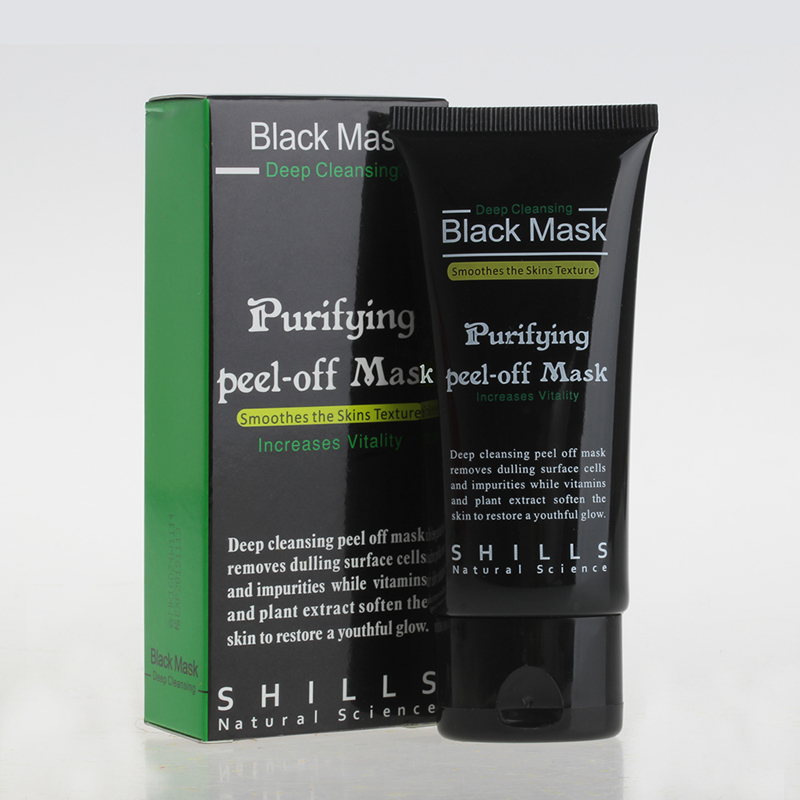 Black Mas
Deep Cleansing
Purifying
peel-off Mask
Smoothes the Skins Texture
Increases Vitality
Deep cleansing peel off mask
removes dulling surface cells
and impurities while vitamins
and plant extract soften the
skin to restore a youthful glow.
SHILLS
Natural Science
Black Mask
Deep Cleansing
Deep Cleansing
Black Mask
Smoothes the Skins Texture
Purifying
peel-off Mask
Increases Vitality
Deep cleansing peel off mask
removes dulling surface cells
and impurities while vitamins
and plant extract soften the
skin to restore a youthful glow.
SHILLS
Natural Science